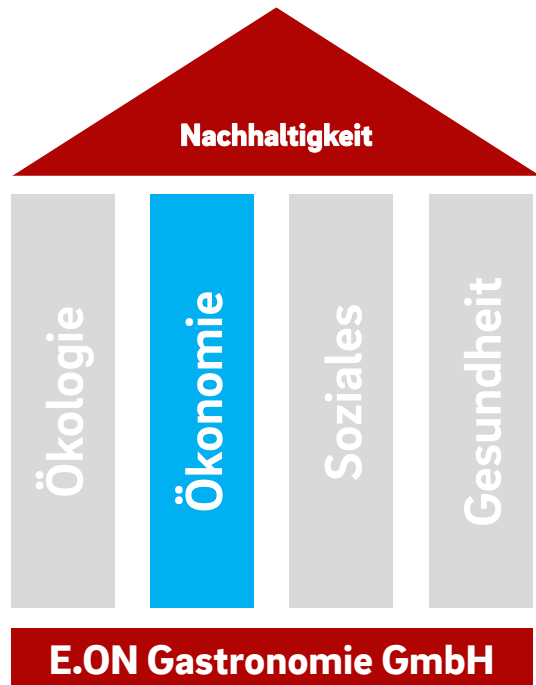 Nachhaltigkeit
Ökologie
Ökonomie
Soziales
Gesundheit
E.ON Gastronomie GmbH